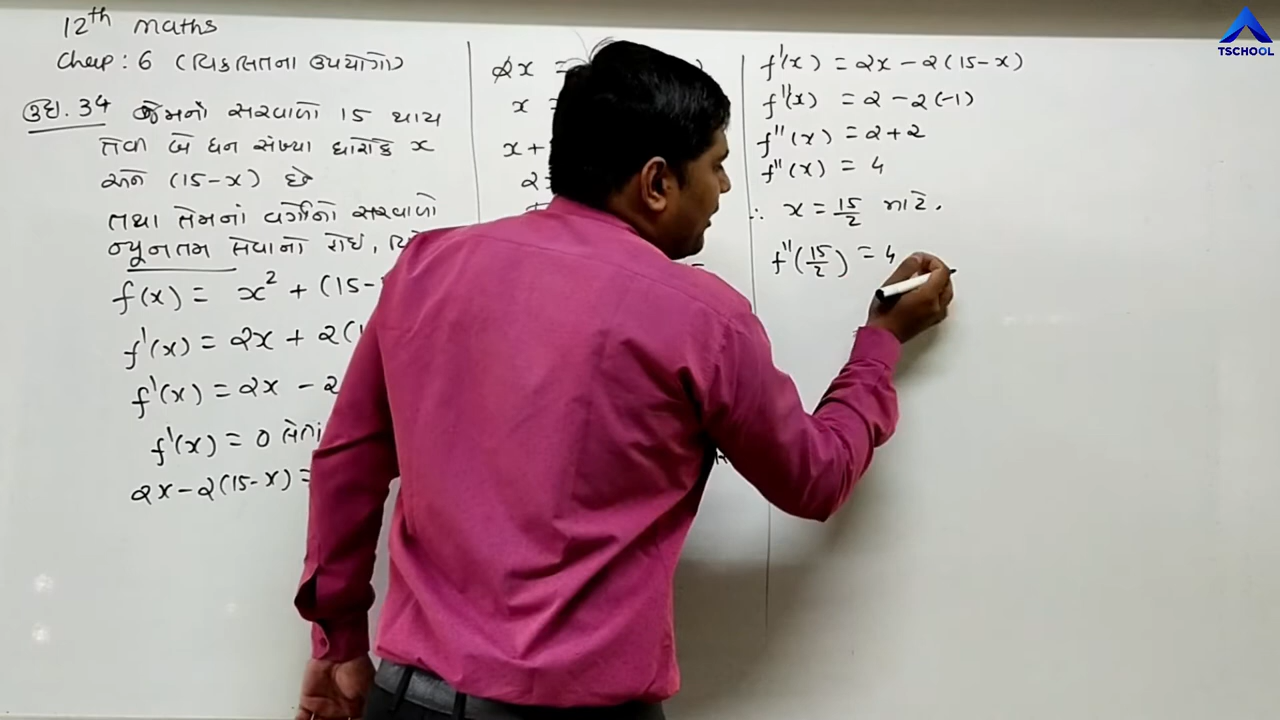 12th maths
Chap : 6 (વિકલિતના ઉપયોગો)
ઉદા. 34 જેમનો સરવાળો 15 થાય
તેવી બે ધન સંખ્યા ધારોકે x
અને (15-x) છે
તથા તેમનાં વર્ગોનો સરવાળો
ન્યૂનતમ લેવાનો હોઈ,
f(x) = x² + (15-
f'(x) = 2x + 2(
f'(x) = 2x - 2
f'(x) = 0 લેતાં
2x-2(15-x) =
2x =
x =
x+
2
f'(x) = 2x - 2(15-x)
f''(x) = 2 - 2(-1)
f''(x) = 2+2
f''(x) = 4
∴ x = 15/2 માટે,
f''(15/2) = 4
TSCHOOL